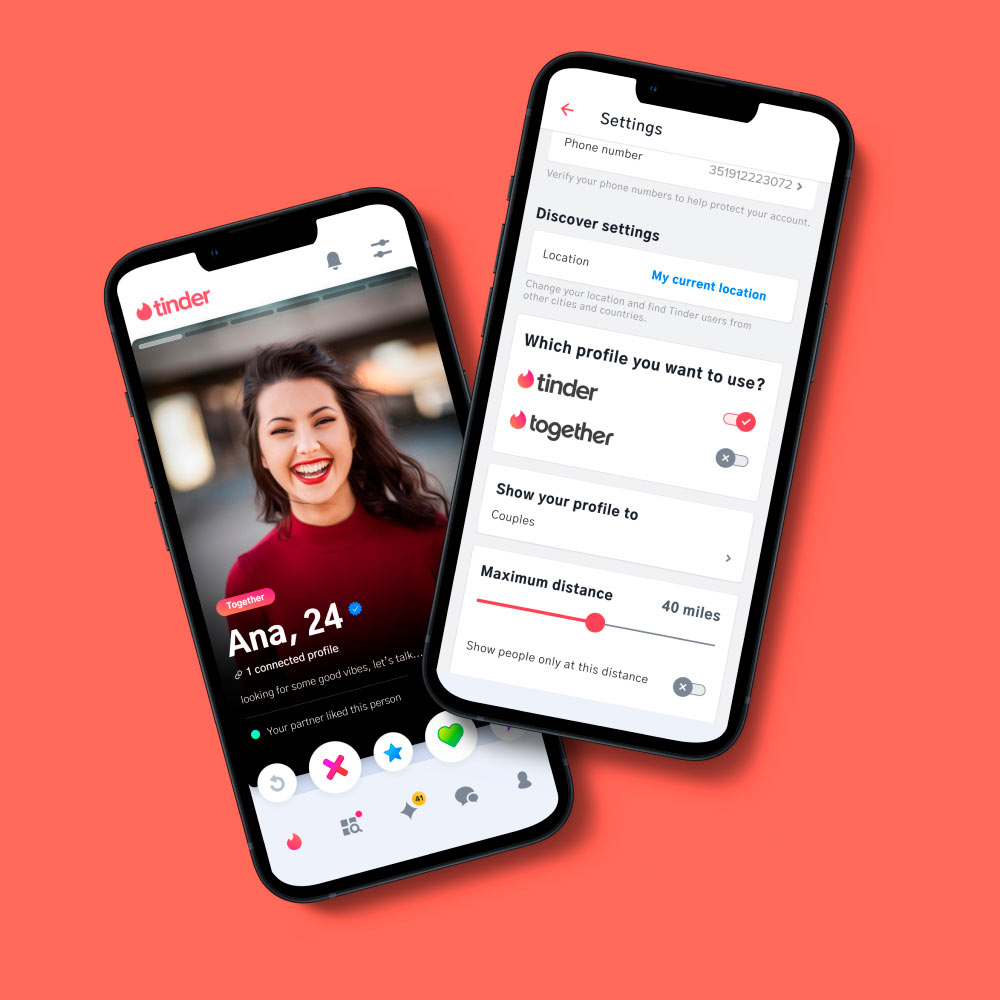 tinder
Together
Ana, 24
1 connected profile
looking for some good vibes, let's talk...
Your partner liked this person
41
Settings
Phone number
351912223072
Verify your phone numbers to help protect your account.
Discover settings
Location
My current location
Change your location and find Tinder users from
other cities and countries.
Which profile you want to use?
tinder
together
Show your profile to
Couples
Maximum distance
40 miles
Show people only at this distance